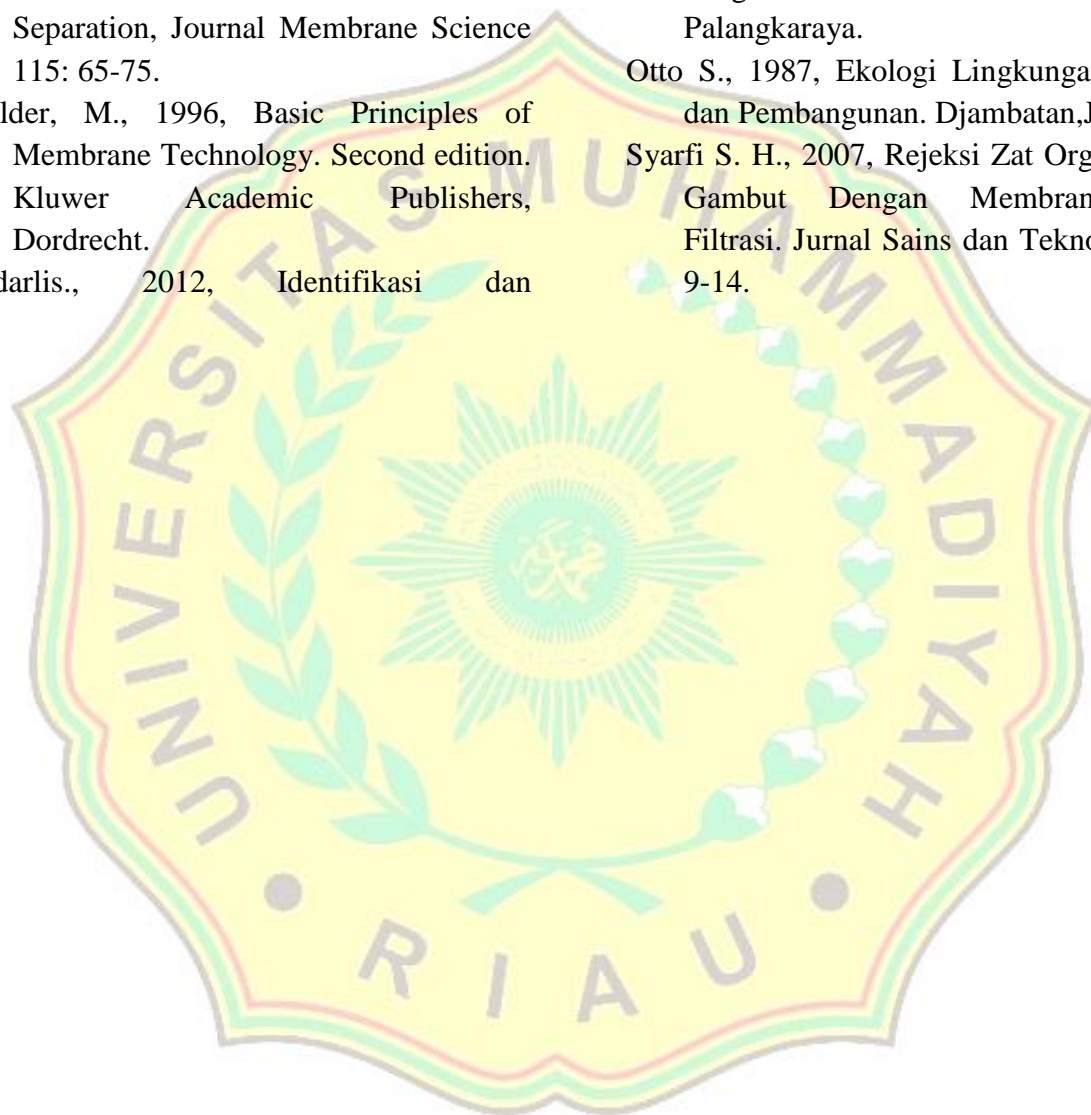 Separation, Journal Membrane Science
115: 65-75.
lder, M., 1996, Basic Principles of
Membrane Technology. Second edition.
Kluwer Academic Publishers,
Dordrecht.
darlis., 2012, Identifikasi dan
Palangkaraya.
Otto S., 1987, Ekologi Lingkunga
dan Pembangunan. Djambatan,J
Syarfi S. H., 2007, Rejeksi Zat Org
Gambut Dengan Membran
Filtrasi. Jurnal Sains dan Tekno
9-14.
UNIVERSITAS MUHAMMADIYAH
RIAU